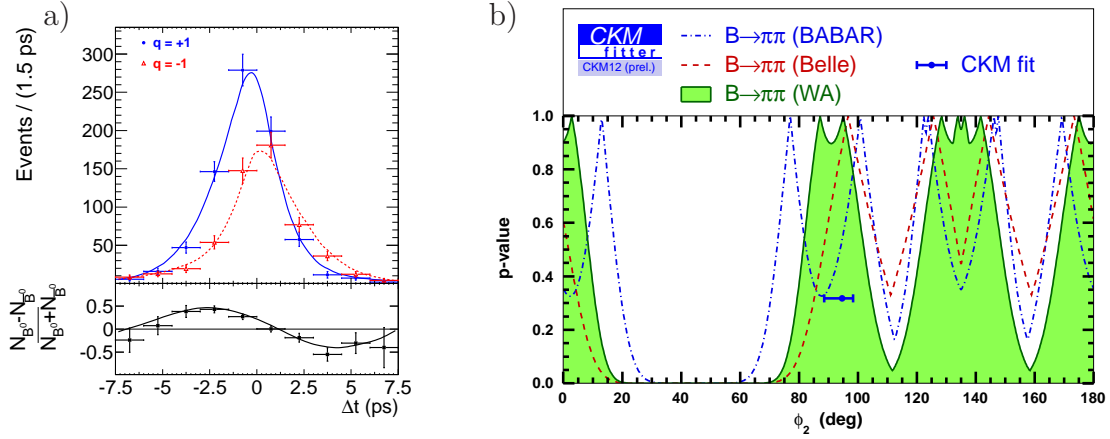 a)
q = +1
q = -1
Events / (1.5 ps)
300
250
200
150
100
50
N_B⁰-N_B̄⁰
N_B⁰+N_B̄⁰
0.5
0
-0.5
-7.5 -5 -2.5 0 2.5 5 7.5
Δt (ps)
b)
CKM
fitter
CKM12 (prel.)
B→ππ (BABAR)
B→ππ (Belle)
B→ππ (WA)
CKM fit
p-value
1.0
0.8
0.6
0.4
0.2
0.0
0 20 40 60 80 100 120 140 160 180
ϕ₂ (deg)